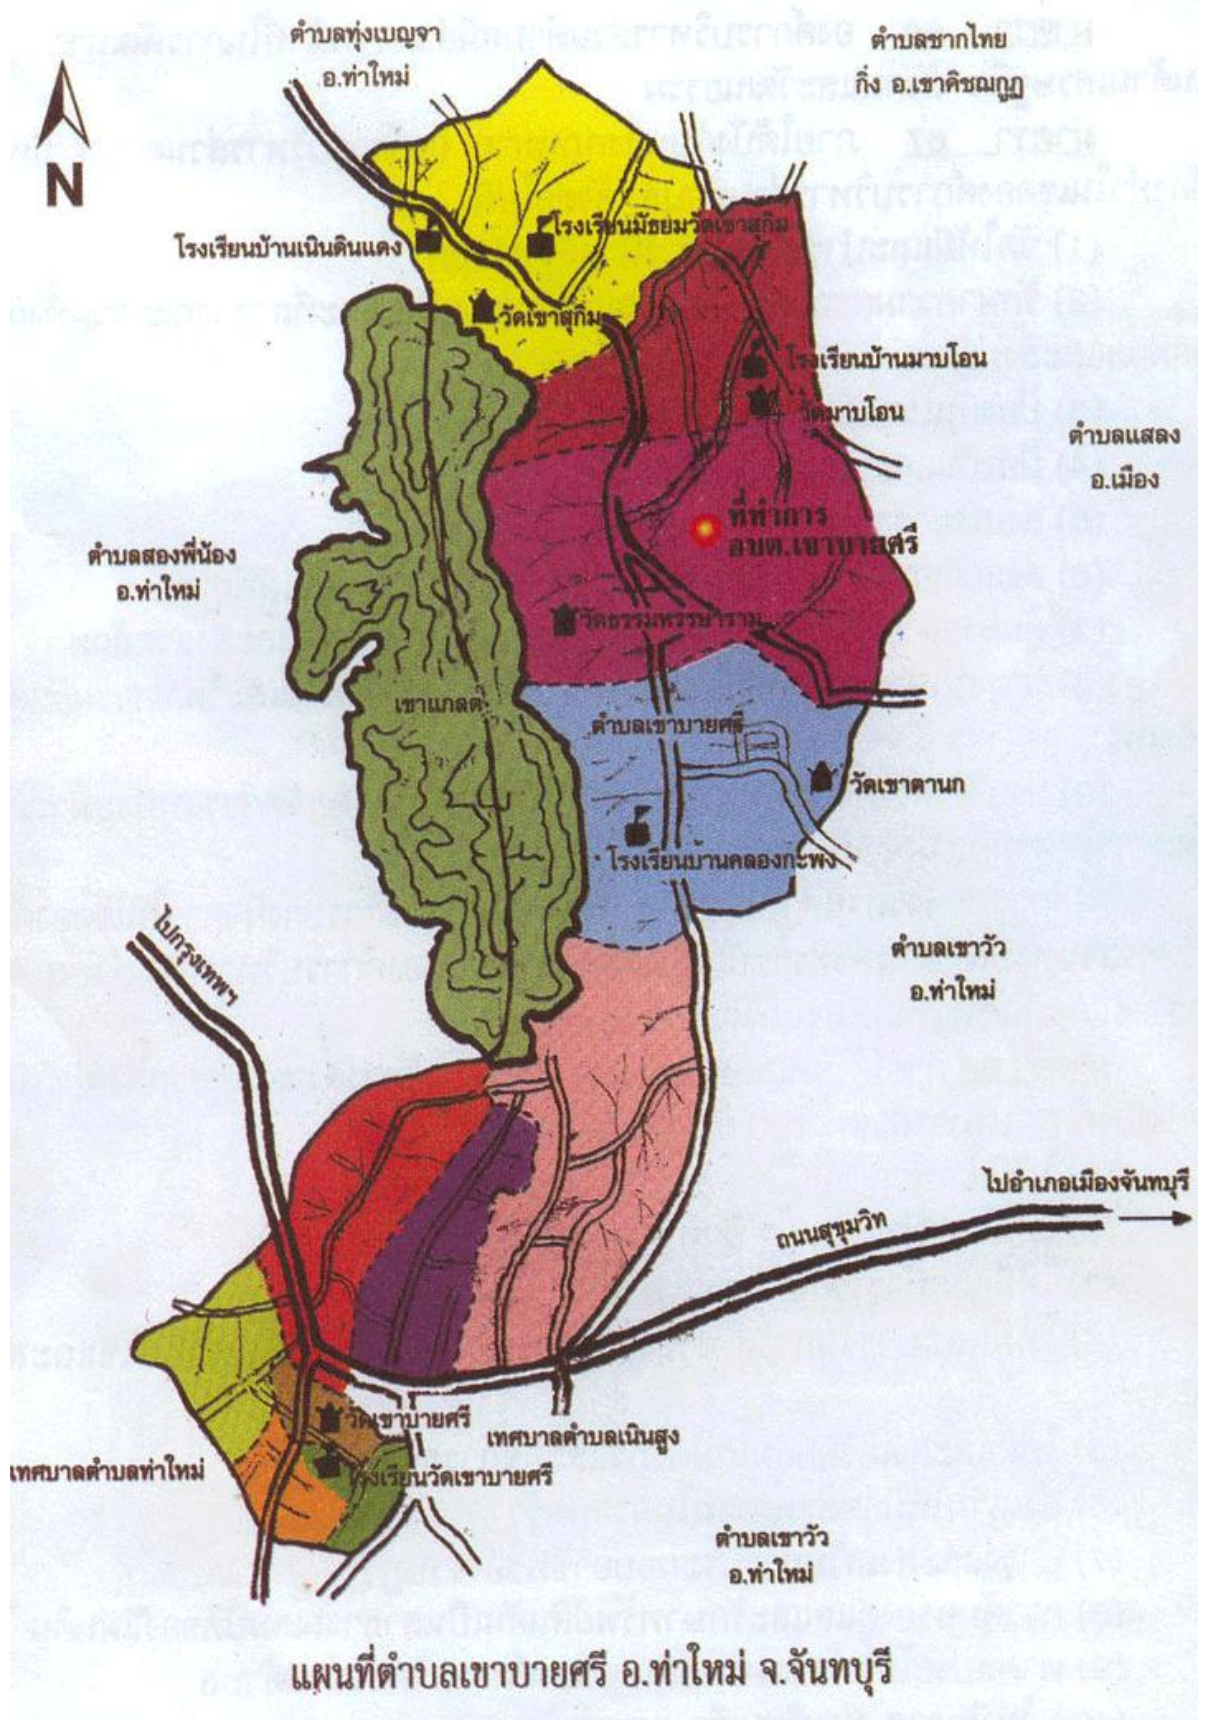 ตำบลทุ่งเบญจา
อ.ท่าใหม่
ตำบลชากไทย
กิ่ง อ.เขาคิชฌกูฏ
N
โรงเรียนบ้านเนินดินแดง
โรงเรียนมัธยมวัดเขาสุกิม
วัดเขาสุกิม
โรงเรียนบ้านมาบโอน
วัดมาบโอน
ตำบลแสลง
อ.เมือง
ที่ทำการ
อบต.เขาบายศรี
ตำบลสองพี่น้อง
อ.ท่าใหม่
วัดธรรมหรรษาราม
เขาแกลด
ตำบลเขาบายศรี
วัดเขาตานก
โรงเรียนบ้านคลองกะพง
ตำบลเขาวัว
อ.ท่าใหม่
ไปกรุงเทพฯ
ไปอำเภอเมืองจันทบุรี
ถนนสุขุมวิท
วัดเขาบายศรี
เทศบาลตำบลเนินสูง
เทศบาลตำบลท่าใหม่
โรงเรียนวัดเขาบายศรี
ตำบลเขาวัว
อ.ท่าใหม่
แผนที่ตำบลเขาบายศรี อ.ท่าใหม่ จ.จันทบุรี